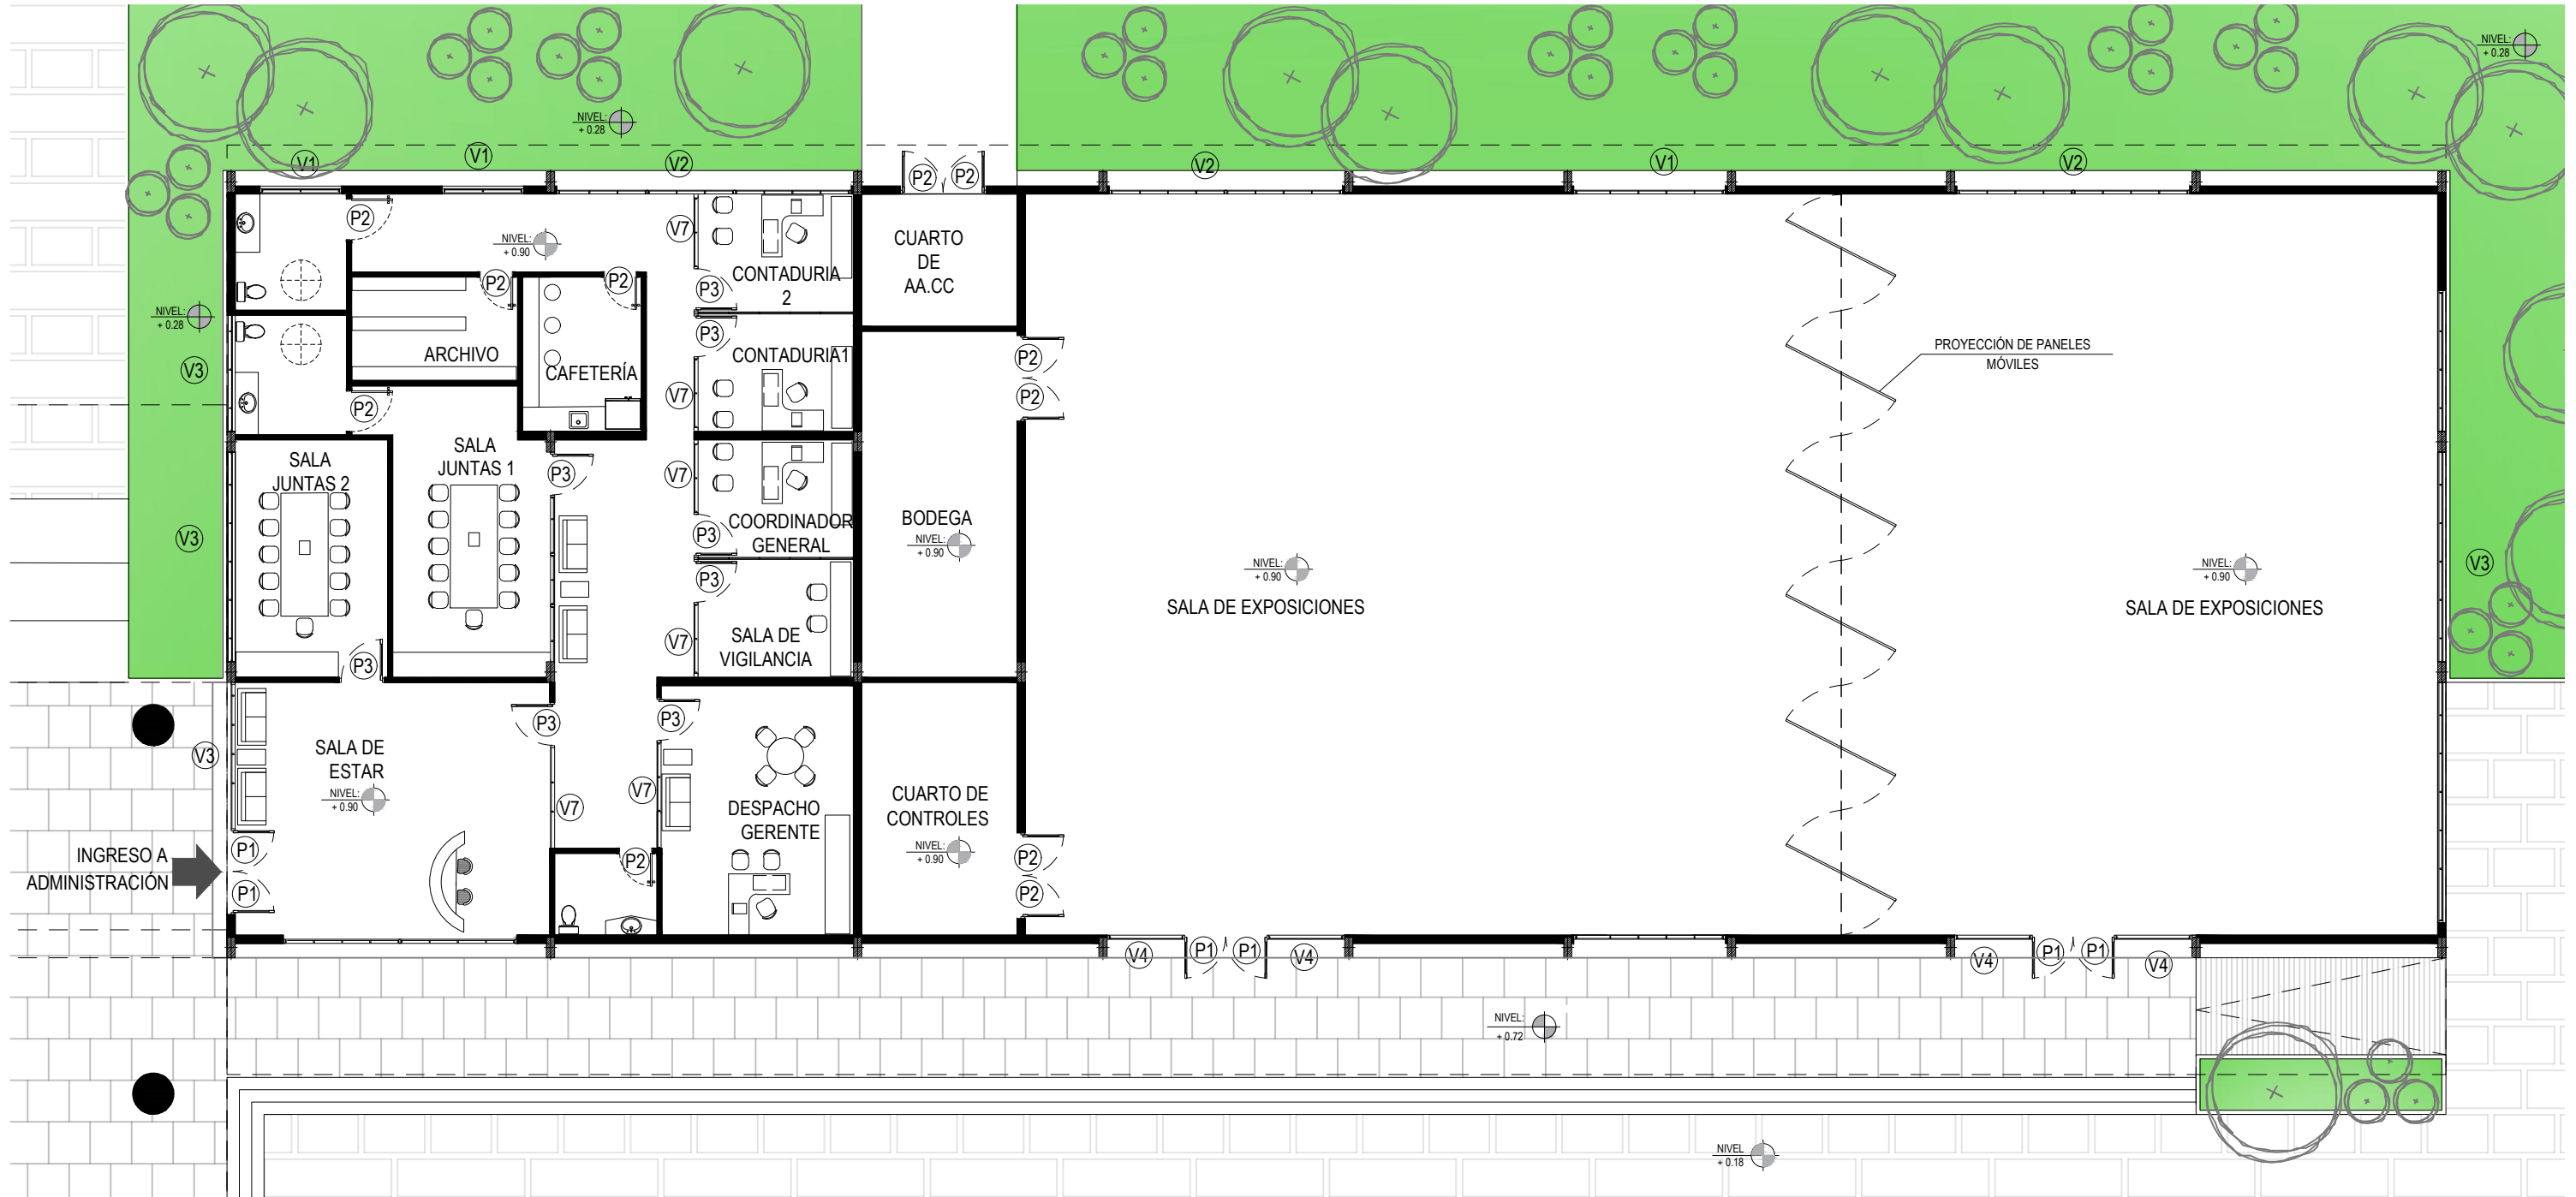 NIVEL:
+ 0.28
NIVEL:
+ 0.28
V1
V1
V2
P2
P2
V2
V1
V2
P2
NIVEL:
+ 0.90
V7
CONTADURIA
2
CUARTO
DE
AA.CC
P2
P2
P3
NIVEL:
+ 0.28
P3
ARCHIVO
CONTADURIA1
CAFETERÍA
V3
P2
V7
P2
P2
PROYECCIÓN DE PANELES
MÓVILES
SALA
JUNTAS 2
SALA
JUNTAS 1
P3
V7
COORDINADOR
GENERAL
P3
BODEGA
NIVEL:
+ 0.90
V3
P3
NIVEL:
+ 0.90
SALA DE EXPOSICIONES
NIVEL:
+ 0.90
SALA DE EXPOSICIONES
V3
SALA DE
VIGILANCIA
V7
P3
P3
P3
SALA DE
ESTAR
NIVEL:
+ 0.90
V3
V7
V7
DESPACHO
GERENTE
CUARTO DE
CONTROLES
NIVEL:
+ 0.90
INGRESO A
ADMINISTRACIÓN
P1
P1
P2
P2
P2
V4
P1
P1
V4
V4
P1
P1
V4
NIVEL:
+ 0.72
NIVEL
+ 0.18